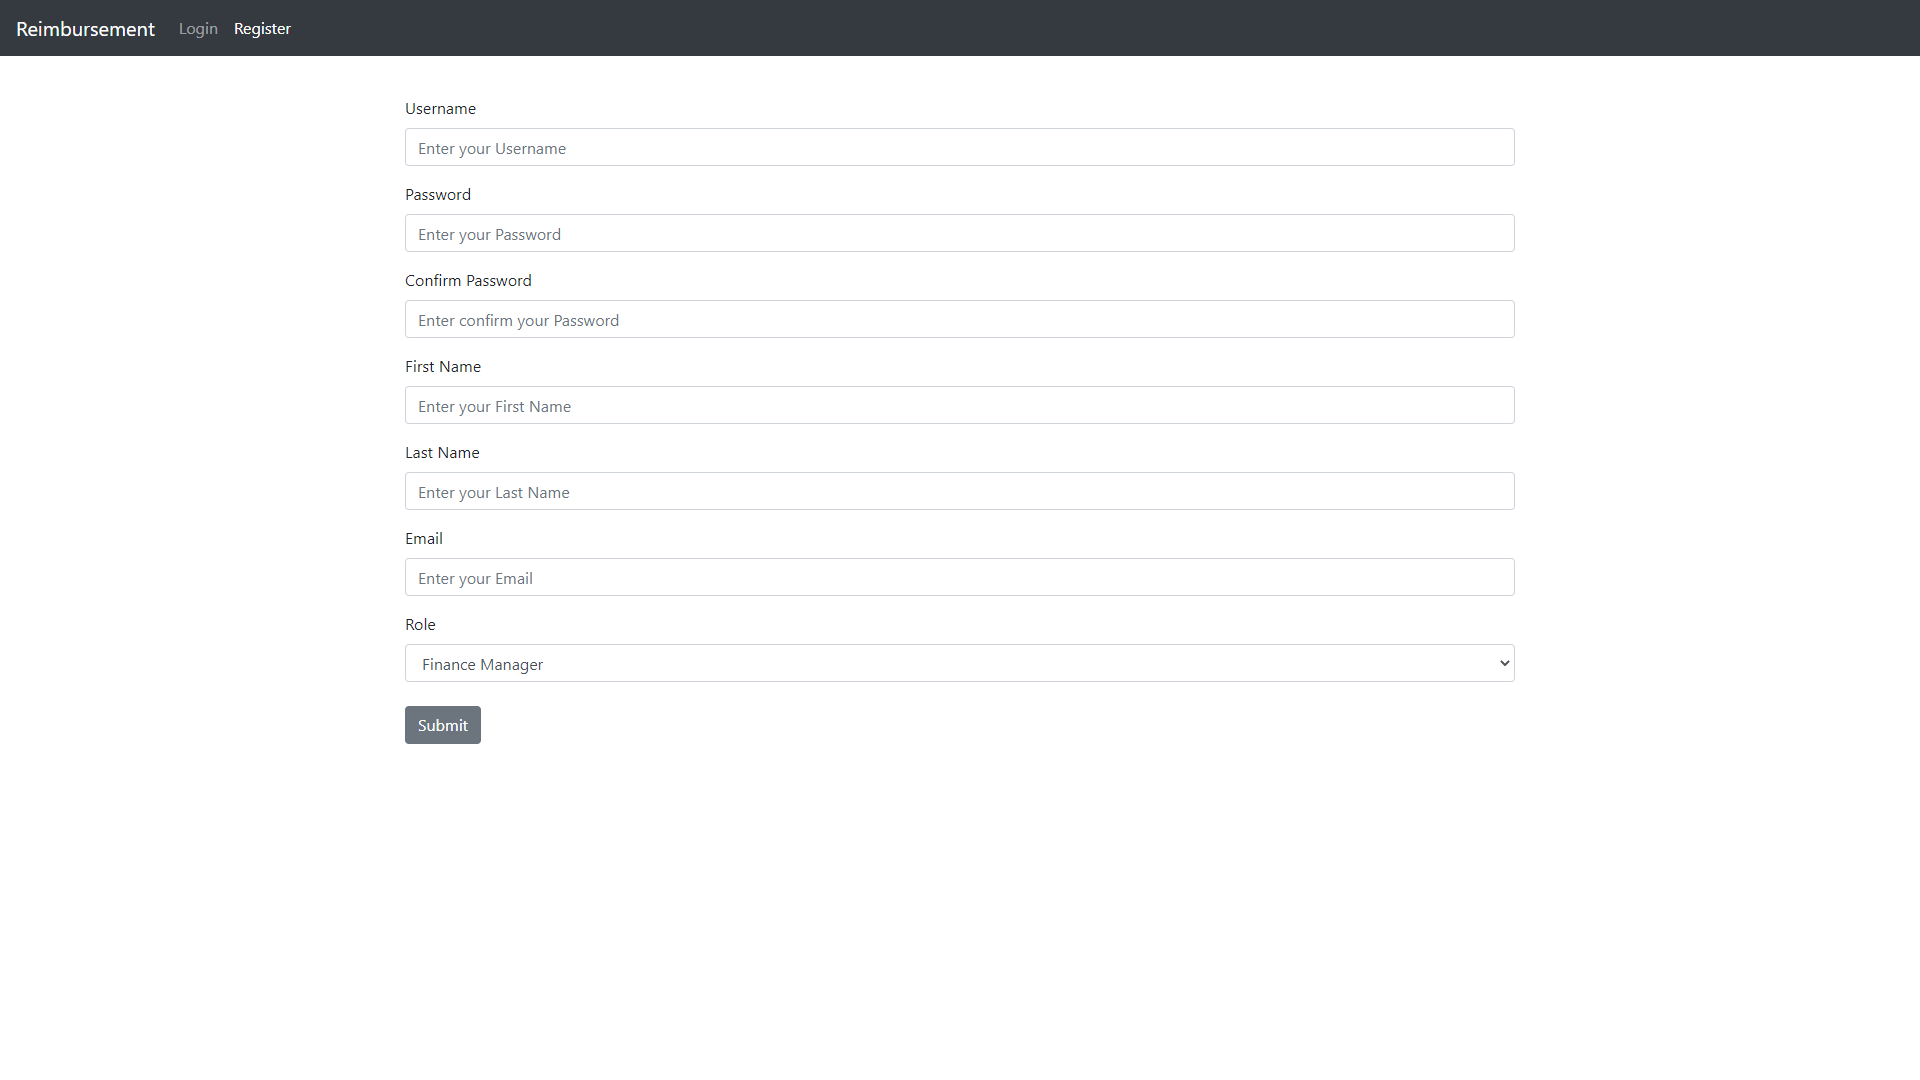 Reimbursement Login Register
Username
Enter your Username
Password
Enter your Password
Confirm Password
Enter confirm your Password
First Name
Enter your First Name
Last Name
Enter your Last Name
Email
Enter your Email
Role
Finance Manager
Submit